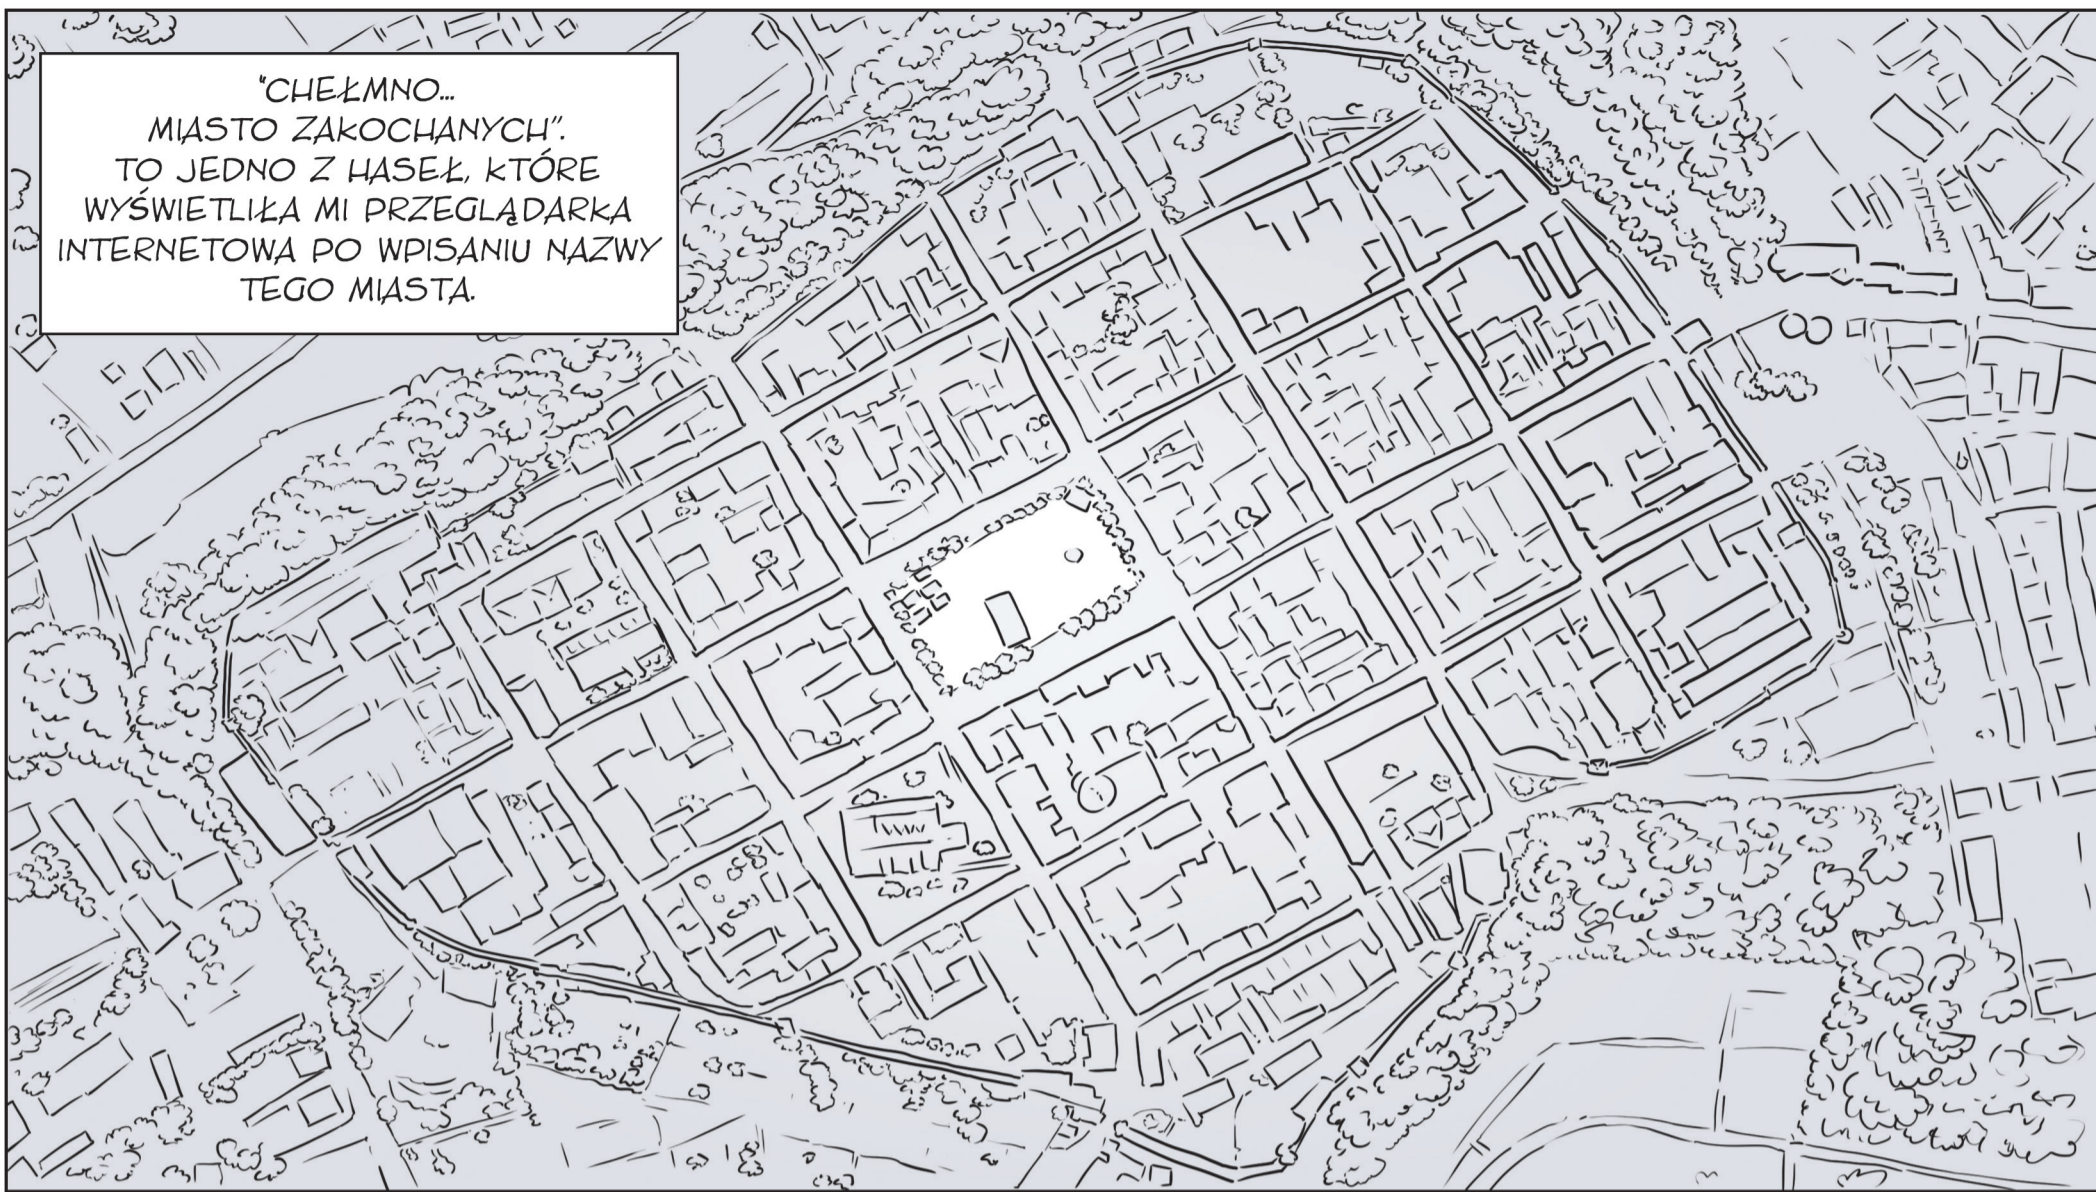 "CHEŁMNO...
MIASTO ZAKOCHANYCH".
TO JEDNO Z HASEŁ, KTÓRE
WYŚWIETLIŁA MI PRZEGLĄDARKA
INTERNETOWA PO WPISANIU NAZWY
TEGO MIASTA.